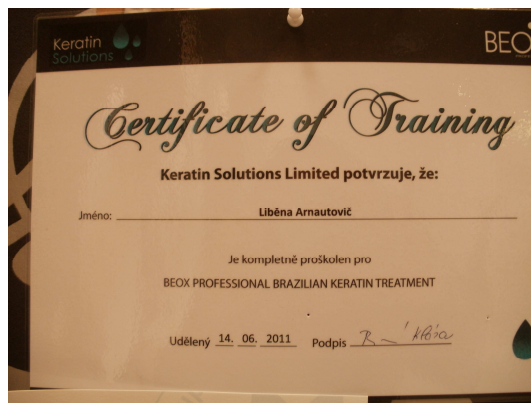 Keratin
Solutions
BEO
Certificate of Training
Keratin Solutions Limited potvrzuje, že:
Jméno: Liběna Arnautovič
Je kompletně proškolen pro
BEOX PROFESSIONAL BRAZILIAN KERATIN TREATMENT
Udělený 14. 06. 2011 Podpis